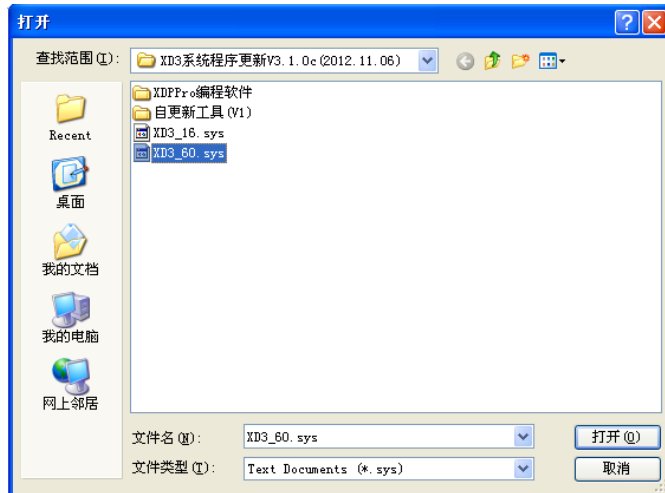 打开
查找范围(I):
XD3系统程序更新V3.1.0c(2012.11.06)
XDPPro编程软件
自更新工具(V1)
XD3_16.sys
XD3_60.sys
Recent
桌面
我的文档
我的电脑
网上邻居
文件名(N):
XD3_60.sys
打开(O)
文件类型(T):
Text Documents (*.sys)
取消